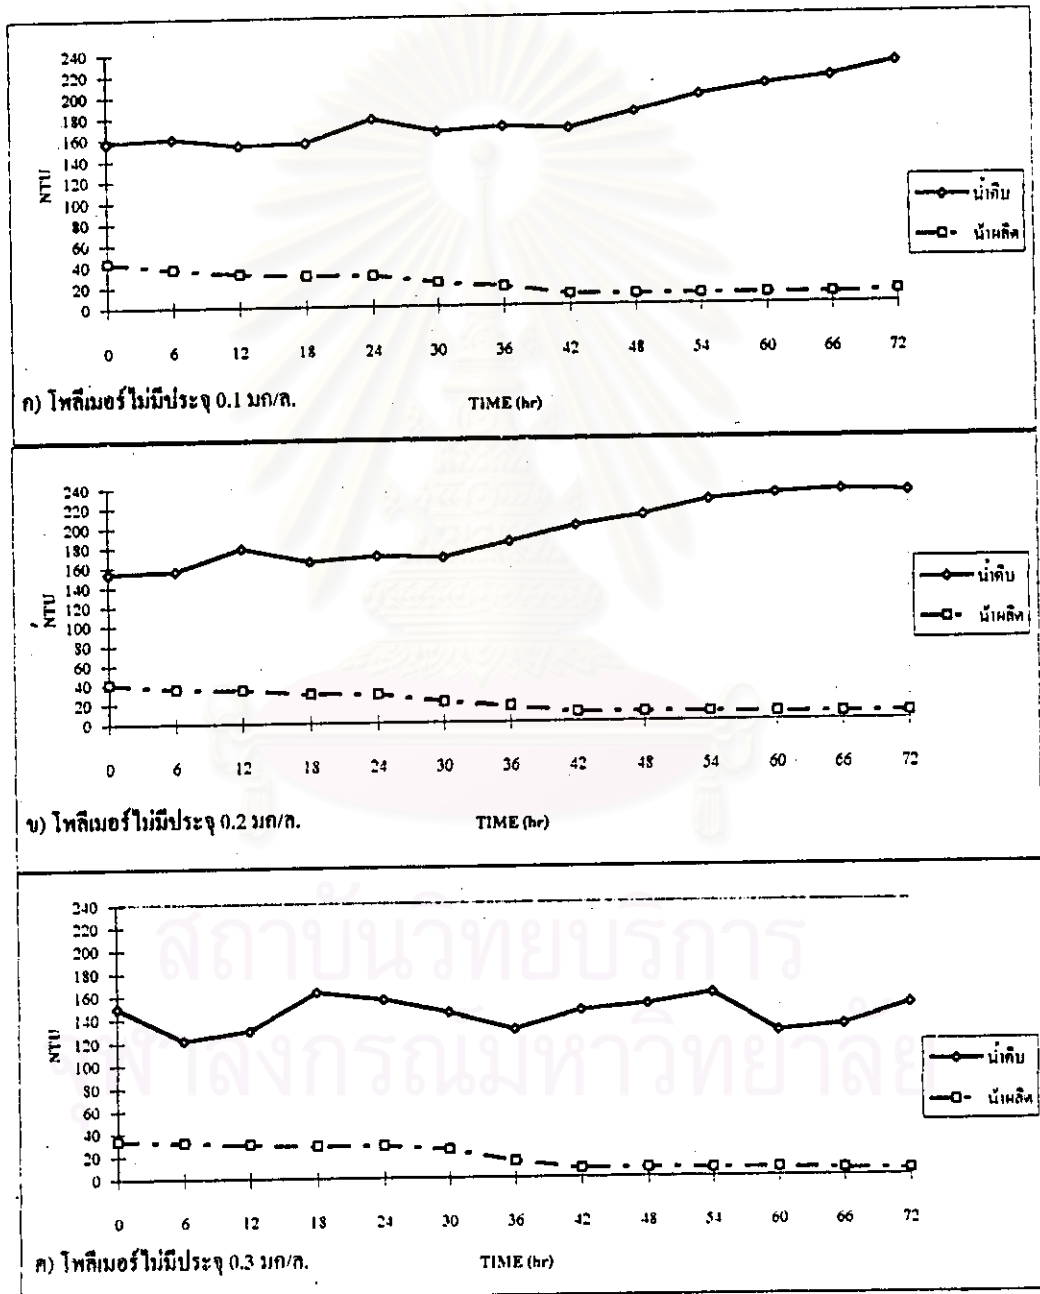 240
220
200
180
160
140
120
100
80
60
40
20
0
NTU
น้ำดิบ
น้ำผลิต
0 6 12 18 24 30 36 42 48 54 60 66 72
ก) โพลีเมอร์ไม่มีประจุ 0.1 มก/ล. TIME (hr)
240
220
200
180
160
140
120
100
80
60
40
20
0
NTU
น้ำดิบ
น้ำผลิต
0 6 12 18 24 30 36 42 48 54 60 66 72
ข) โพลีเมอร์ไม่มีประจุ 0.2 มก/ล. TIME (hr)
240
220
200
180
160
140
120
100
80
60
40
20
0
NTU
น้ำดิบ
น้ำผลิต
0 6 12 18 24 30 36 42 48 54 60 66 72
ค) โพลีเมอร์ไม่มีประจุ 0.3 มก/ล. TIME (hr)
สถาบันวิทยบริการ
จุฬาลงกรณ์มหาวิทยาลัย